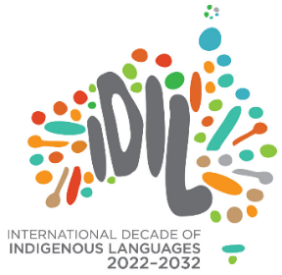 iDIL
INTERNATIONAL DECADE OF
INDIGENOUS LANGUAGES
2022–2032